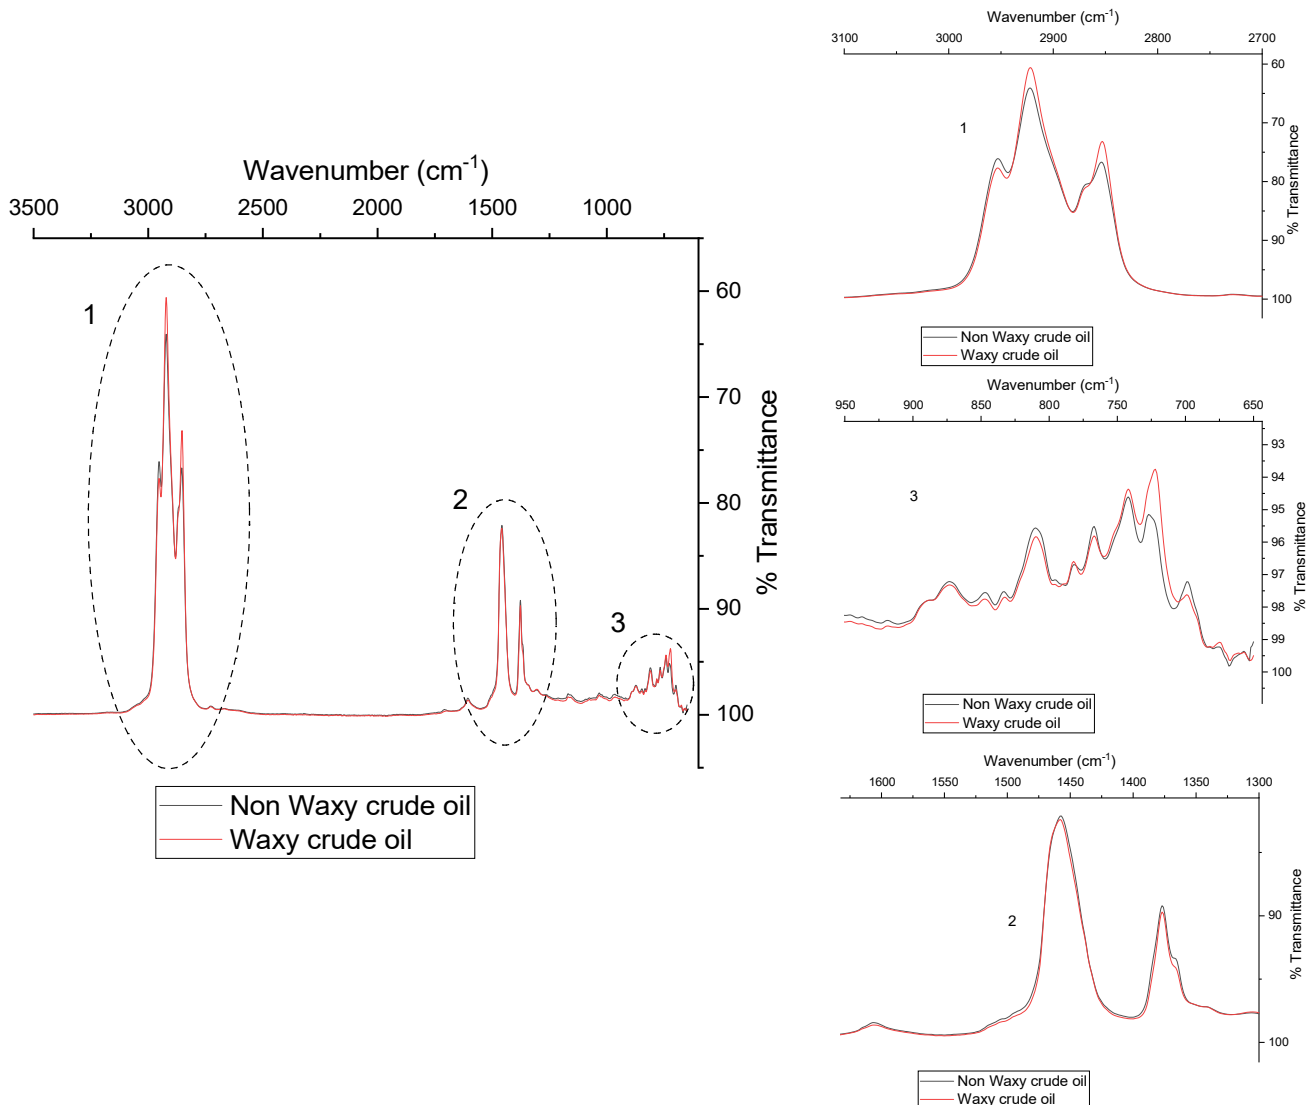 Wavenumber (cm-1)
3500 3000 2500 2000 1500 1000
1
2
3
60
70
80
90
100
% Transmittance
Non Waxy crude oil
Waxy crude oil
Wavenumber (cm-1)
3100 3000 2900 2800 2700
1
60
70
80
90
100
% Transmittance
Non Waxy crude oil
Waxy crude oil
Wavenumber (cm-1)
950 900 850 800 750 700 650
3
93
94
95
96
97
98
99
100
% Transmittance
Non Waxy crude oil
Waxy crude oil
Wavenumber (cm-1)
1600 1550 1500 1450 1400 1350 1300
2
90
100
% Transmittance
Non Waxy crude oil
Waxy crude oil